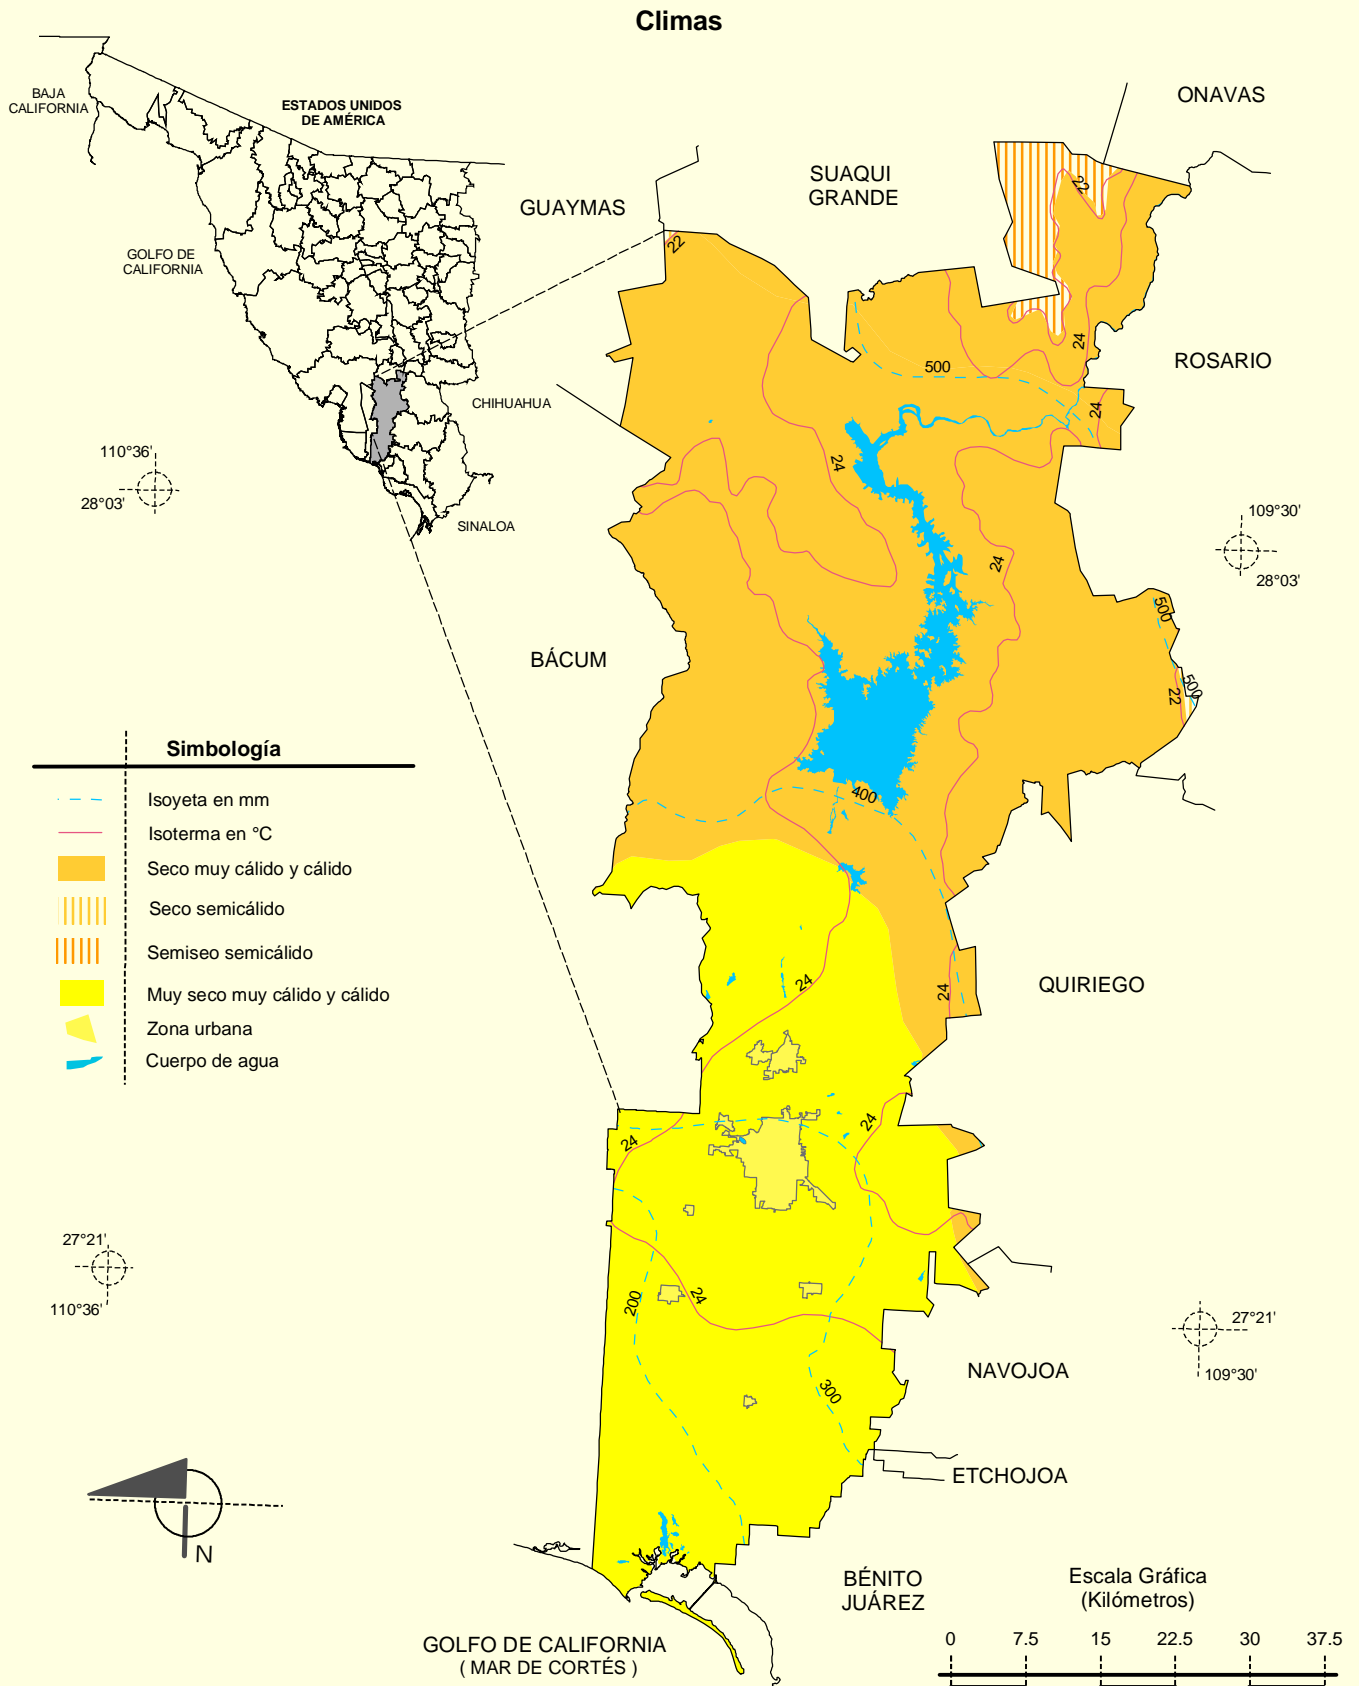 Climas
BAJA
CALIFORNIA
ESTADOS UNIDOS
DE AMÉRICA
ONAVAS
SUAQUI
GRANDE
GUAYMAS
22
22
GOLFO DE
CALIFORNIA
24
ROSARIO
500
CHIHUAHUA
24
110°36'
28°03'
24
SINALOA
109°30'
28°03'
24
500
BÁCUM
500
22
Simbología
Isoyeta en mm
Isoterma en °C
Seco muy cálido y cálido
Seco semicálido
Semiseo semicálido
Muy seco muy cálido y cálido
Zona urbana
Cuerpo de agua
400
24
24
QUIRIEGO
24
24
27°21'
110°36'
200
24
27°21'
109°30'
NAVOJOA
300
ETCHOJOA
N
BÉNITO
JUÁREZ
Escala Gráfica
(Kilómetros)
0 7.5 15 22.5 30 37.5
GOLFO DE CALIFORNIA
( MAR DE CORTÉS )